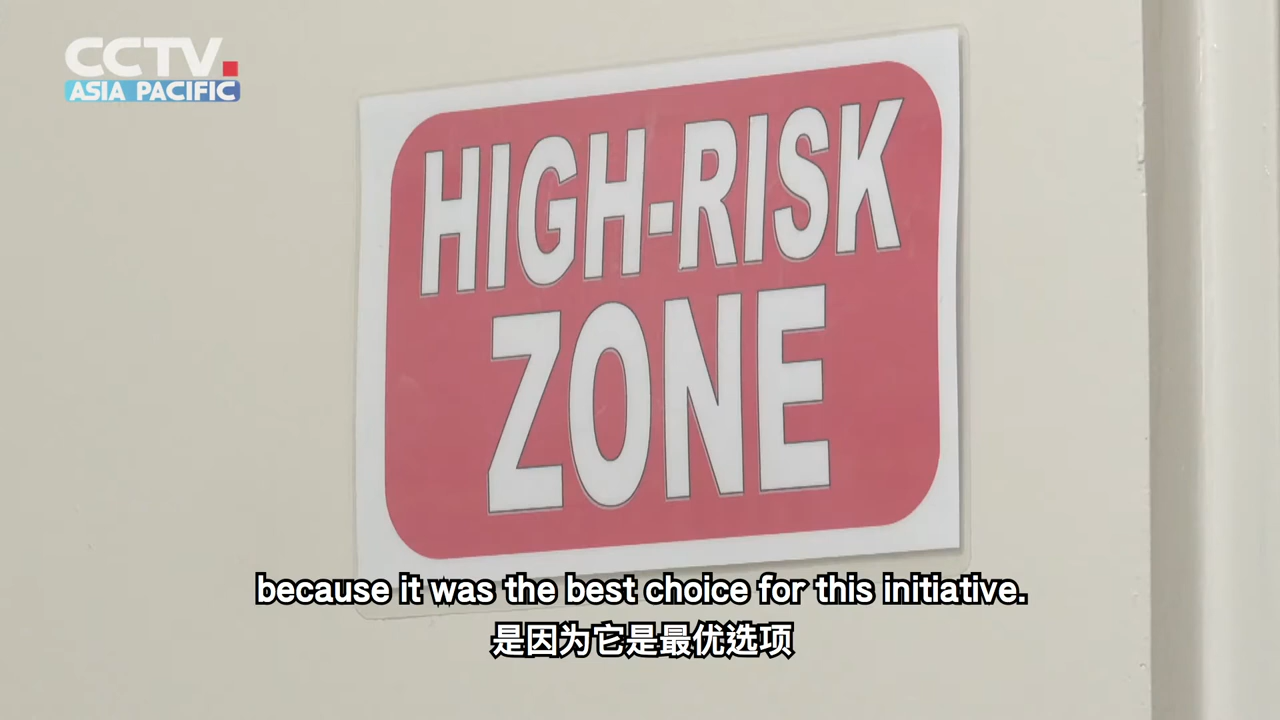 CCTV.
ASIA PACIFIC
HIGH-RISK
ZONE
because it was the best choice for this initiative.
是因为它是最优选项